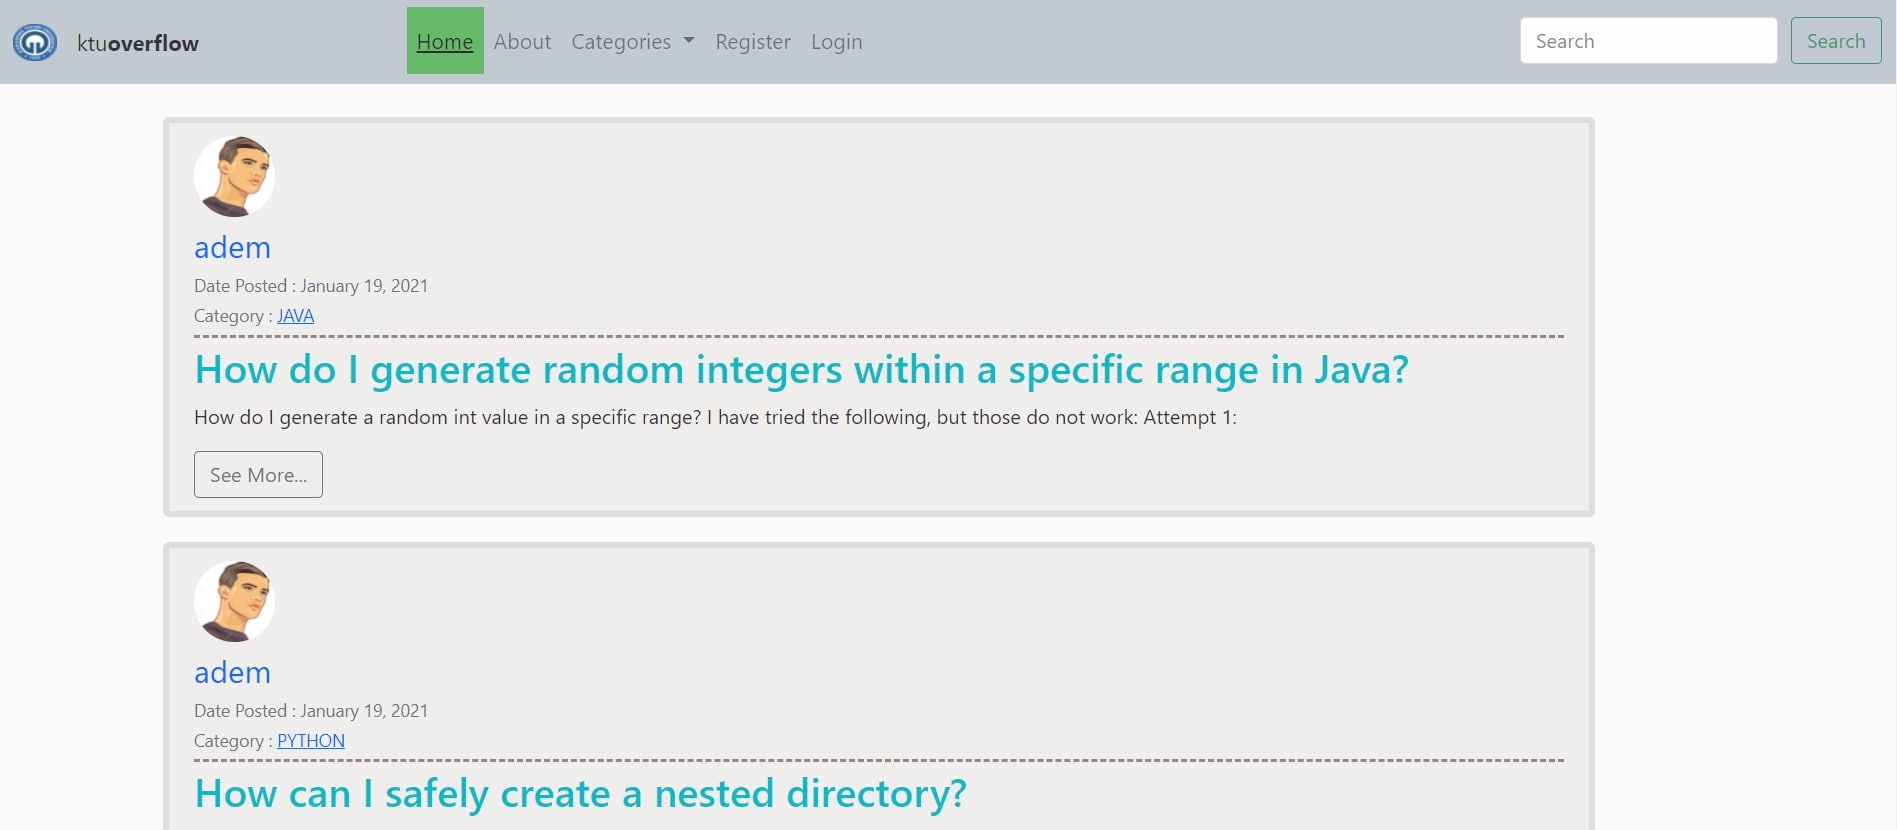 ktuoverflow
Home About Categories Register Login
Search Search
adem
Date Posted : January 19, 2021
Category : JAVA
How do I generate random integers within a specific range in Java?
How do I generate a random int value in a specific range? I have tried the following, but those do not work: Attempt 1:
See More...
adem
Date Posted : January 19, 2021
Category : PYTHON
How can I safely create a nested directory?